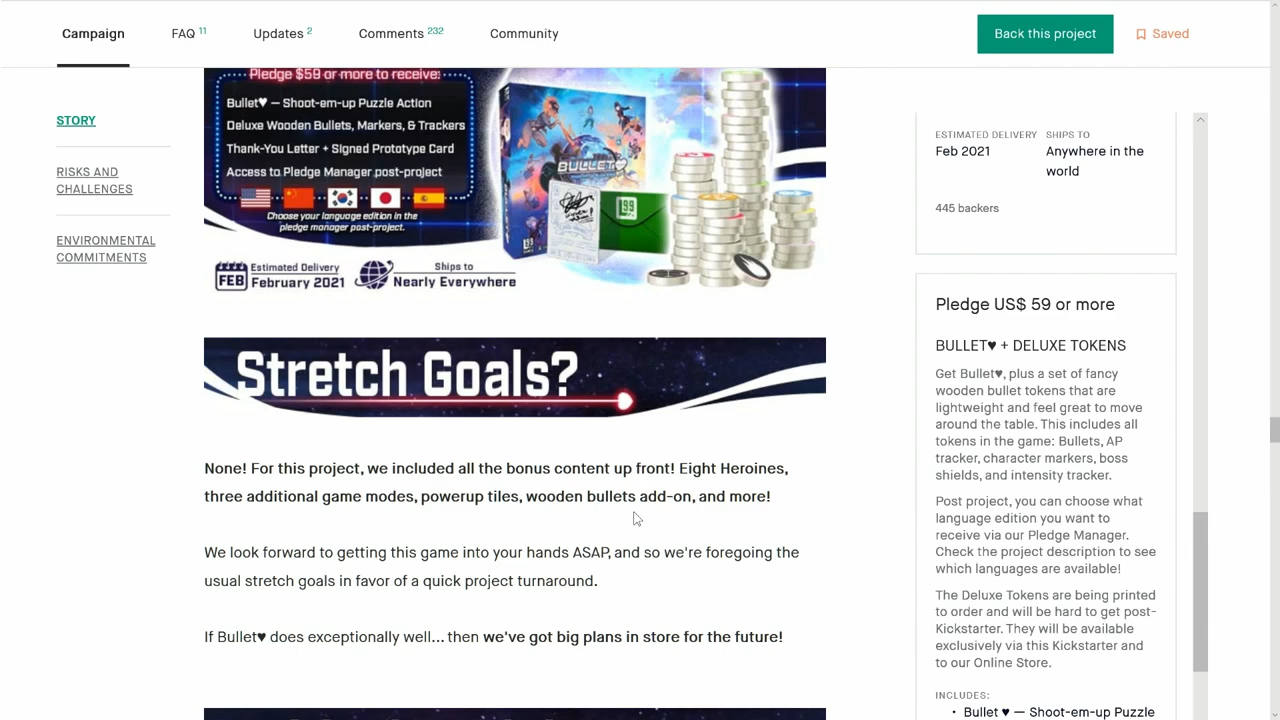 Campaign
FAQ 11
Updates 2
Comments 232
Community
Back this project
Saved
STORY
RISKS AND
CHALLENGES
ENVIRONMENTAL
COMMITMENTS
Pledge $59 or more to receive:
Bullet♥ — Shoot-em-up Puzzle Action
Deluxe Wooden Bullets, Markers, & Trackers
Thank-You Letter + Signed Prototype Card
Access to Pledge Manager post-project
Choose your language edition in the
pledge manager post-project.
BULLET♥
L99
FEB
Estimated Delivery
February 2021
Ships to
Nearly Everywhere
Stretch Goals?
None! For this project, we included all the bonus content up front! Eight Heroines,
three additional game modes, powerup tiles, wooden bullets add-on, and more!
We look forward to getting this game into your hands ASAP, and so we're foregoing the
usual stretch goals in favor of a quick project turnaround.
If Bullet♥ does exceptionally well... then we've got big plans in store for the future!
ESTIMATED DELIVERY
Feb 2021
SHIPS TO
Anywhere in the
world
445 backers
Pledge US$ 59 or more
BULLET♥ + DELUXE TOKENS
Get Bullet♥, plus a set of fancy
wooden bullet tokens that are
lightweight and feel great to move
around the table. This includes all
tokens in the game: Bullets, AP
tracker, character markers, boss
shields, and intensity tracker.
Post project, you can choose what
language edition you want to
receive via our Pledge Manager.
Check the project description to see
which languages are available!
The Deluxe Tokens are being printed
to order and will be hard to get post-
Kickstarter. They will be available
exclusively via this Kickstarter and
to our Online Store.
INCLUDES:
• Bullet ♥ — Shoot-em-up Puzzle